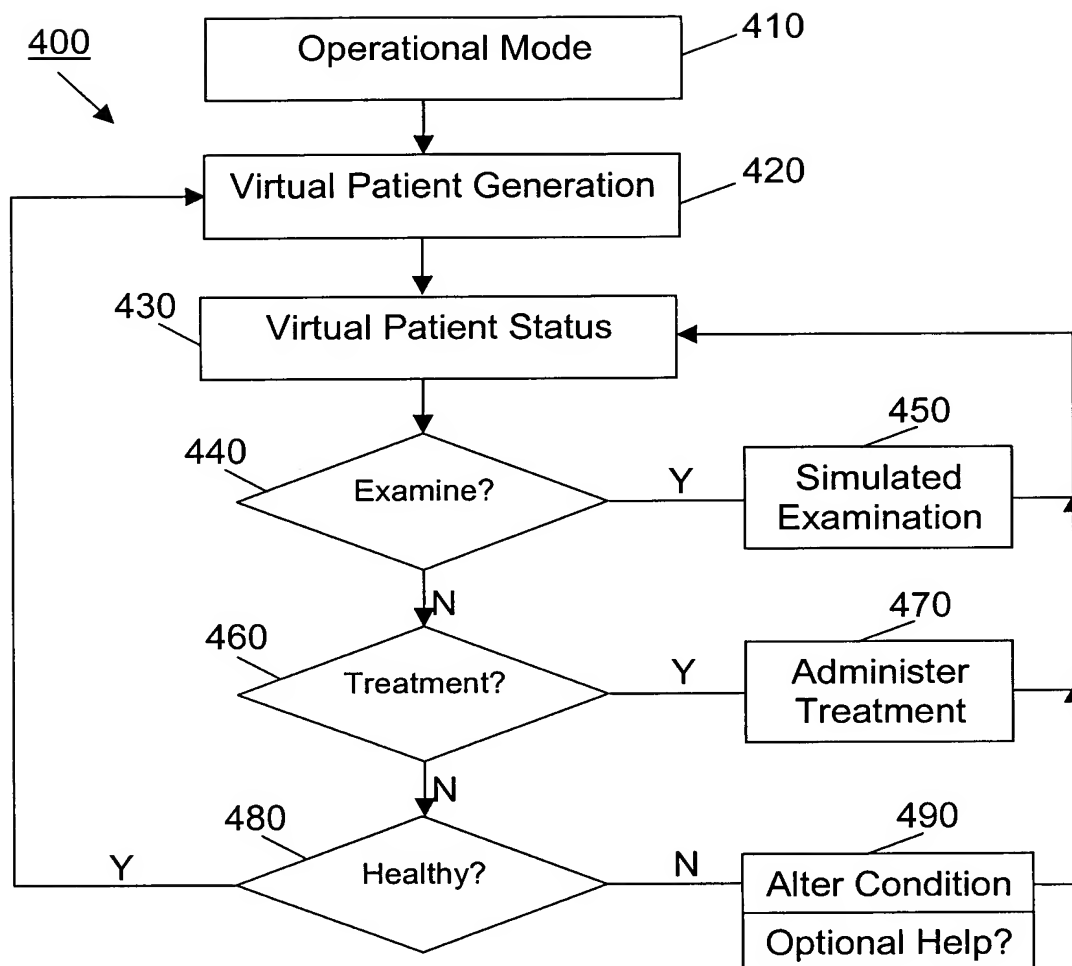 400
Operational Mode
410
Virtual Patient Generation
420
430
Virtual Patient Status
440
Examine?
Y
450
Simulated
Examination
N
460
Treatment?
Y
470
Administer
Treatment
N
480
Healthy?
Y
N
490
Alter Condition
Optional Help?